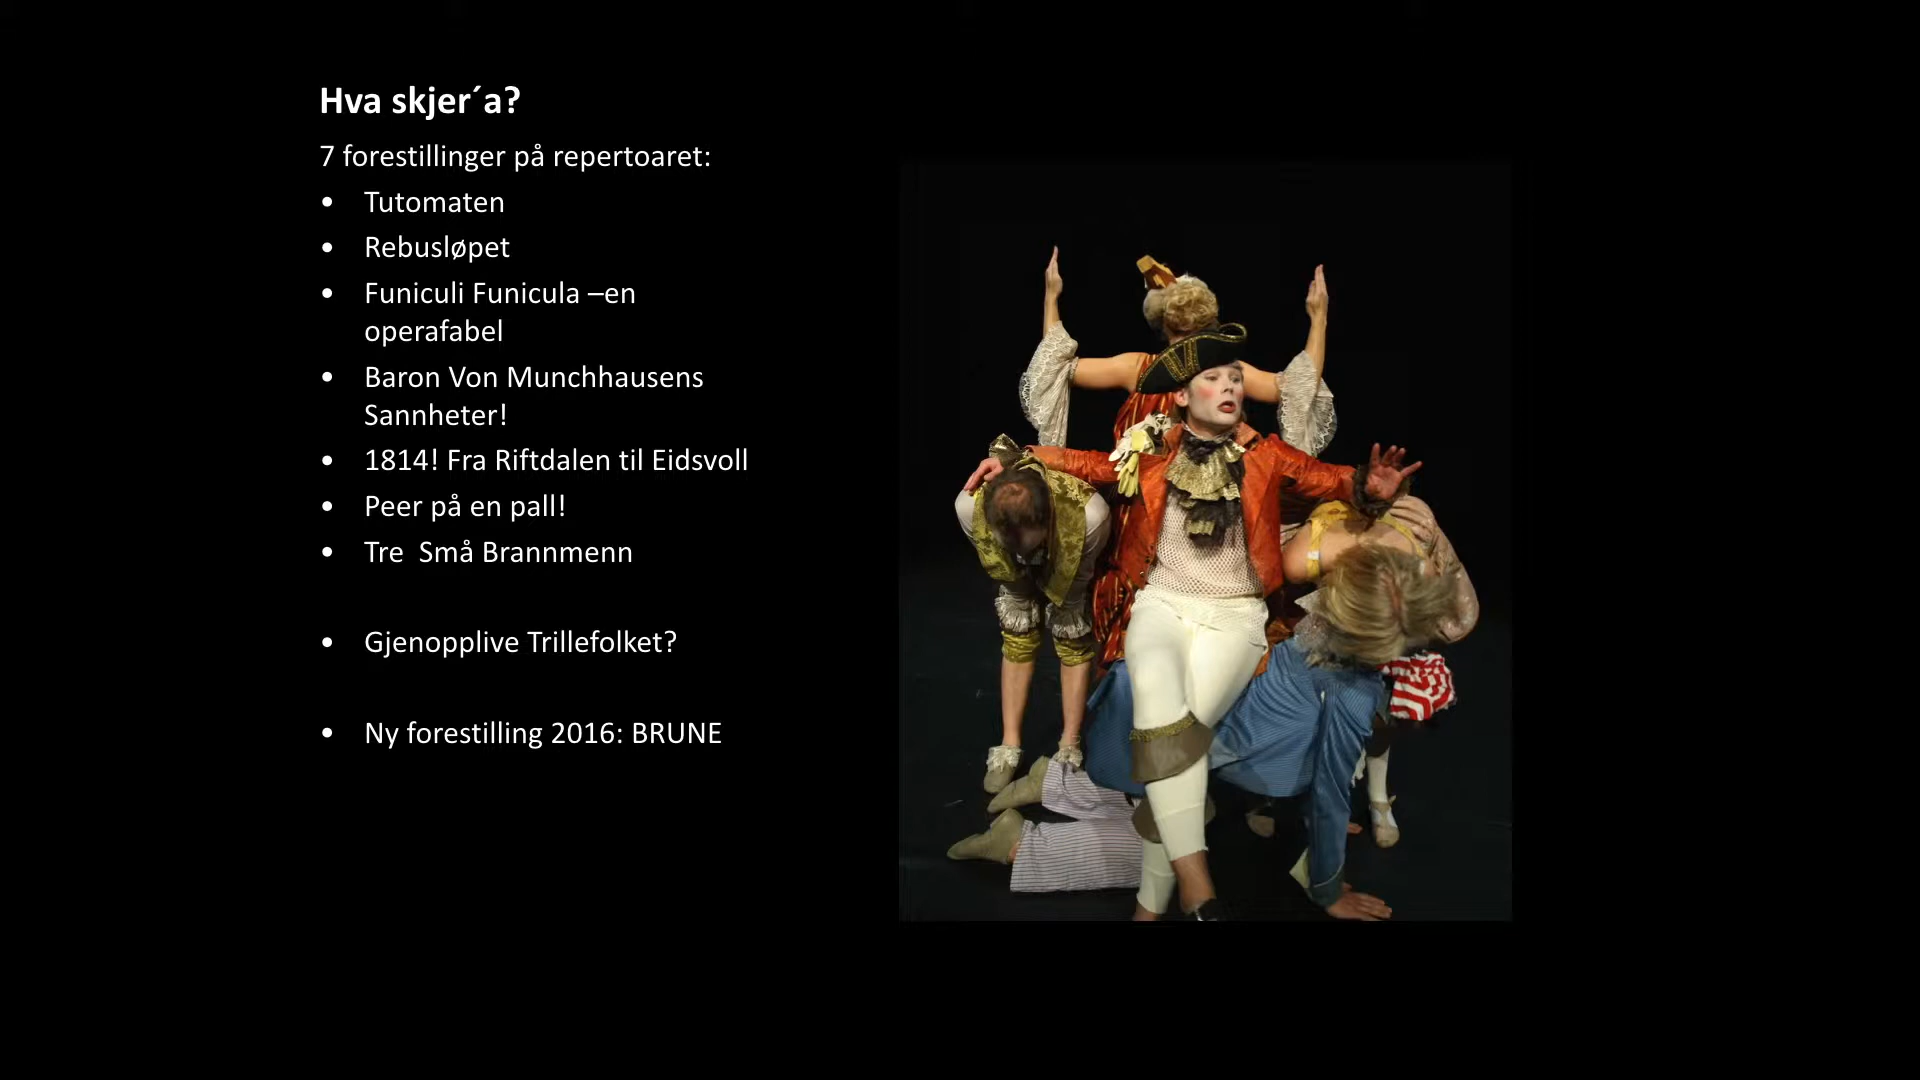 Hva skjer´a?
7 forestillinger på repertoaret:
• Tutomaten
• Rebusløpet
• Funiculi Funicula –en
operafabel
• Baron Von Munchhausens
Sannheter!
• 1814! Fra Riftdalen til Eidsvoll
• Peer på en pall!
• Tre  Små Brannmenn
• Gjenopplive Trillefolket?
• Ny forestilling 2016: BRUNE